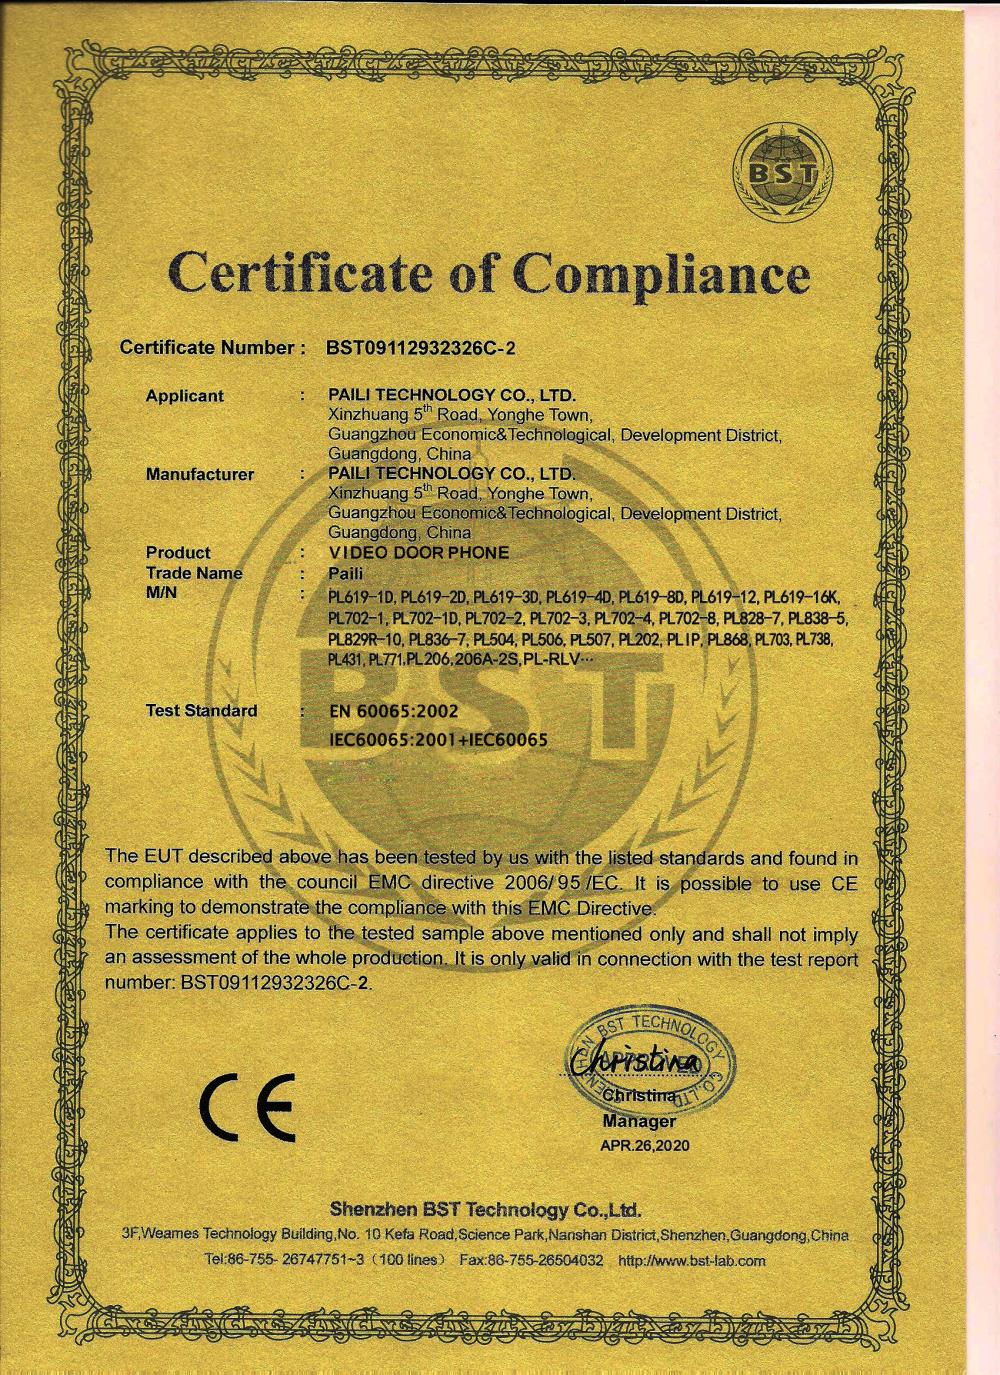 BST
Certificate of Compliance
Certificate Number : BST09112932326C-2
Applicant : PAILI TECHNOLOGY CO., LTD.
Xinzhuang 5th Road, Yonghe Town,
Guangzhou Economic&Technological, Development District,
Guangdong, China
Manufacturer : PAILI TECHNOLOGY CO., LTD.
Xinzhuang 5th Road, Yonghe Town,
Guangzhou Economic&Technological, Development District,
Guangdong, China
Product : VIDEO DOOR PHONE
Trade Name : Paili
M/N : PL619-1D, PL619-2D, PL619-3D, PL619-4D, PL619-8D, PL619-12, PL619-16K,
PL702-1, PL702-1D, PL702-2, PL702-3, PL702-4, PL702-8, PL828-7, PL838-5,
PL829R-10, PL836-7, PL504, PL506, PL507, PL202, PLIP, PL868, PL703, PL738,
PL431, PL771,PL206,206A-2S,PL-RLV···
BST
Test Standard : EN 60065:2002
IEC60065:2001+IEC60065
The EUT described above has been tested by us with the listed standards and found in
compliance with the council EMC directive 2006/95/EC. It is possible to use CE
marking to demonstrate the compliance with this EMC Directive.
The certificate applies to the tested sample above mentioned only and shall not imply
an assessment of the whole production. It is only valid in connection with the test report
number: BST09112932326C-2.
SHENZHEN BST TECHNOLOGY CO.,LTD.
APPROVED
Christina
Christina
Manager
APR.26,2020
CE
Shenzhen BST Technology Co.,Ltd.
3F,Weames Technology Building,No. 10 Kefa Road,Science Park,Nanshan District,Shenzhen,Guangdong,China
Tel:86-755- 26747751~3（100 lines） Fax:86-755-26504032 http://www.bst-lab.com